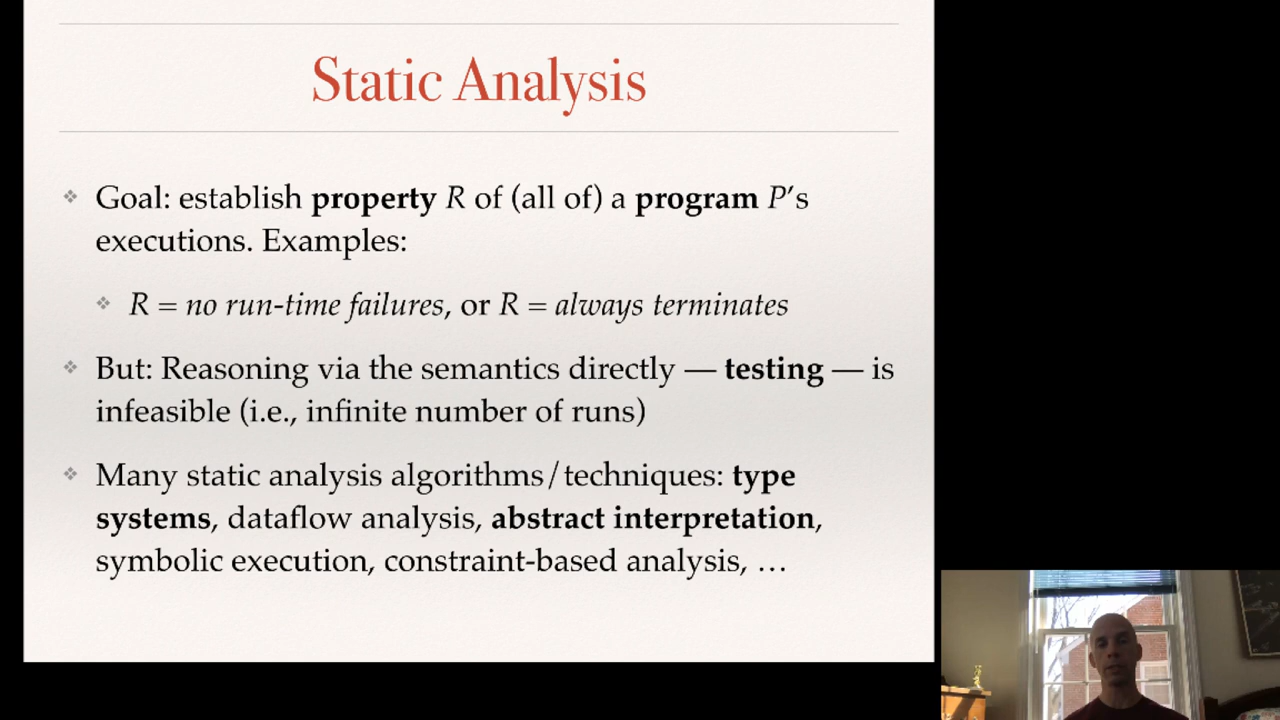 Static Analysis
❖ Goal: establish property R of (all of) a program P’s
executions. Examples:
❖ R = no run-time failures, or R = always terminates
❖ But: Reasoning via the semantics directly — testing — is
infeasible (i.e., infinite number of runs)
❖ Many static analysis algorithms/techniques: type
systems, dataflow analysis, abstract interpretation,
symbolic execution, constraint-based analysis, …